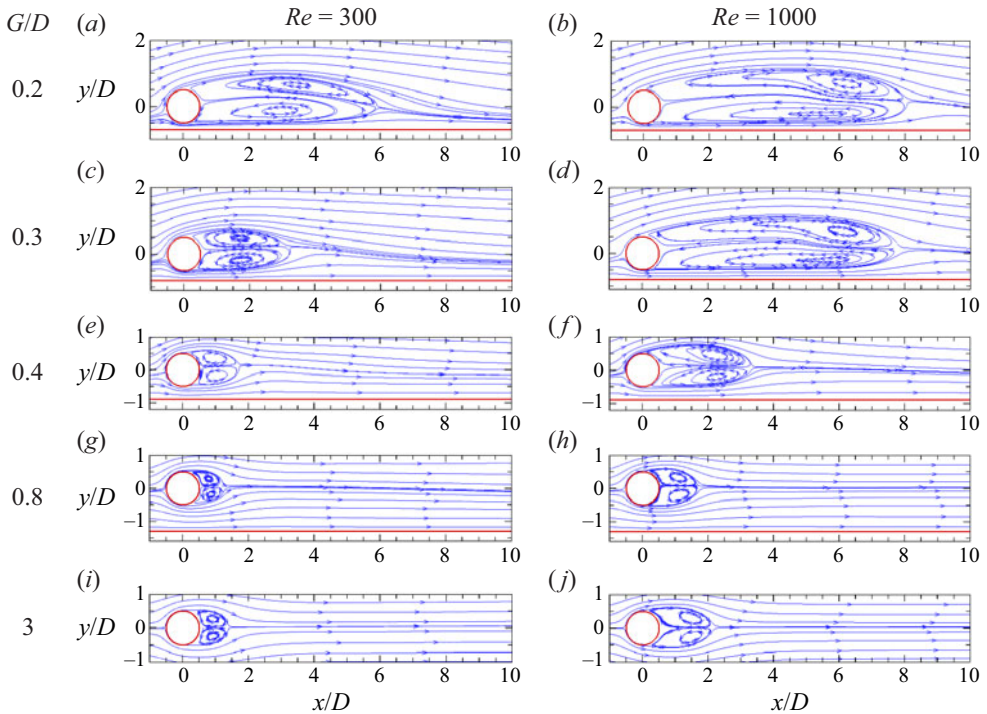 G/D (a) Re = 300 (b) Re = 1000
0.2 y/D 2 0 2 0
0 2 4 6 8 10 0 2 4 6 8 10
(c) (d)
0.3 y/D 2 0 y/D 2 0
0 2 4 6 8 10 0 2 4 6 8 10
(e) (f)
0.4 y/D 1 0 −1 y/D 1 0 −1
0 2 4 6 8 10 0 2 4 6 8 10
(g) (h)
0.8 y/D 1 0 −1 y/D 1 0 −1
0 2 4 6 8 10 0 2 4 6 8 10
(i) (j)
3 y/D 1 0 −1 y/D 1 0 −1
0 2 4 6 8 10 0 2 4 6 8 10
x/D x/D